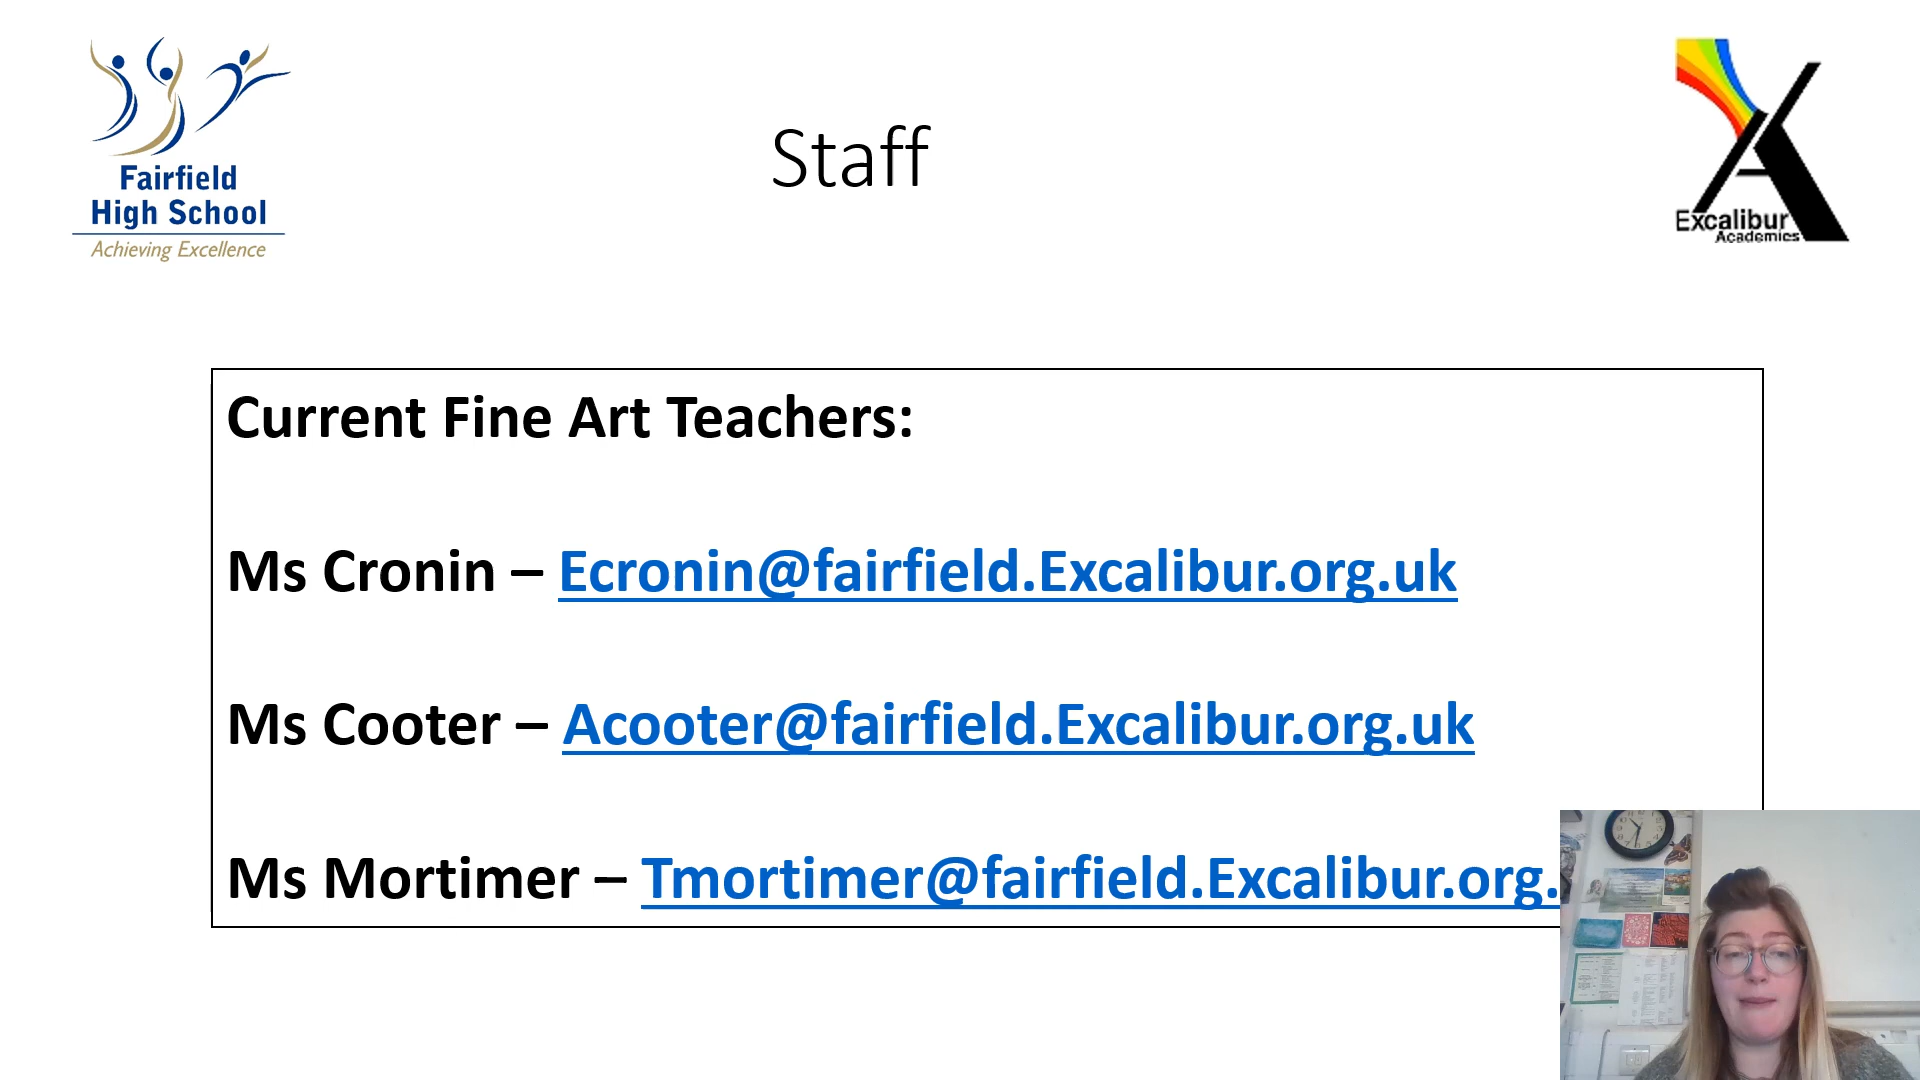 Fairfield
High School
Achieving Excellence
Staff
Excalibur
Academies
Current Fine Art Teachers:
Ms Cronin – Ecronin@fairfield.Excalibur.org.uk
Ms Cooter – Acooter@fairfield.Excalibur.org.uk
Ms Mortimer – Tmortimer@fairfield.Excalibur.org.